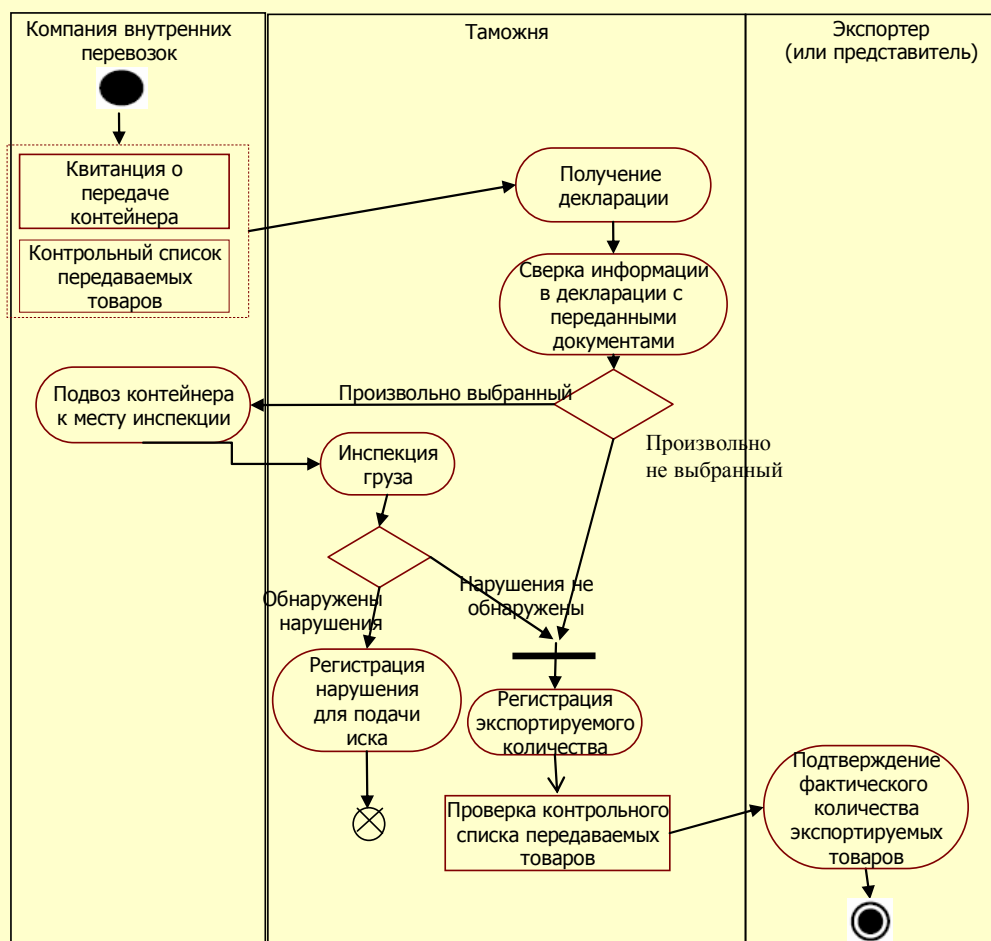 Компания внутренних
перевозок
Таможня
Экспортер
(или представитель)
Квитанция о
передаче
контейнера
Контрольный список
передаваемых
товаров
Получение
декларации
Сверка информации
в декларации с
переданными
документами
Произвольно выбранный
Подвоз контейнера
к месту инспекции
Произвольно
не выбранный
Инспекция
груза
Обнаружены
нарушения
Нарушения не
обнаружены
Регистрация
нарушения
для подачи
иска
Регистрация
экспортируемого
количества
Проверка контрольного
списка передаваемых
товаров
Подтверждение
фактического
количества
экспортируемых
товаров